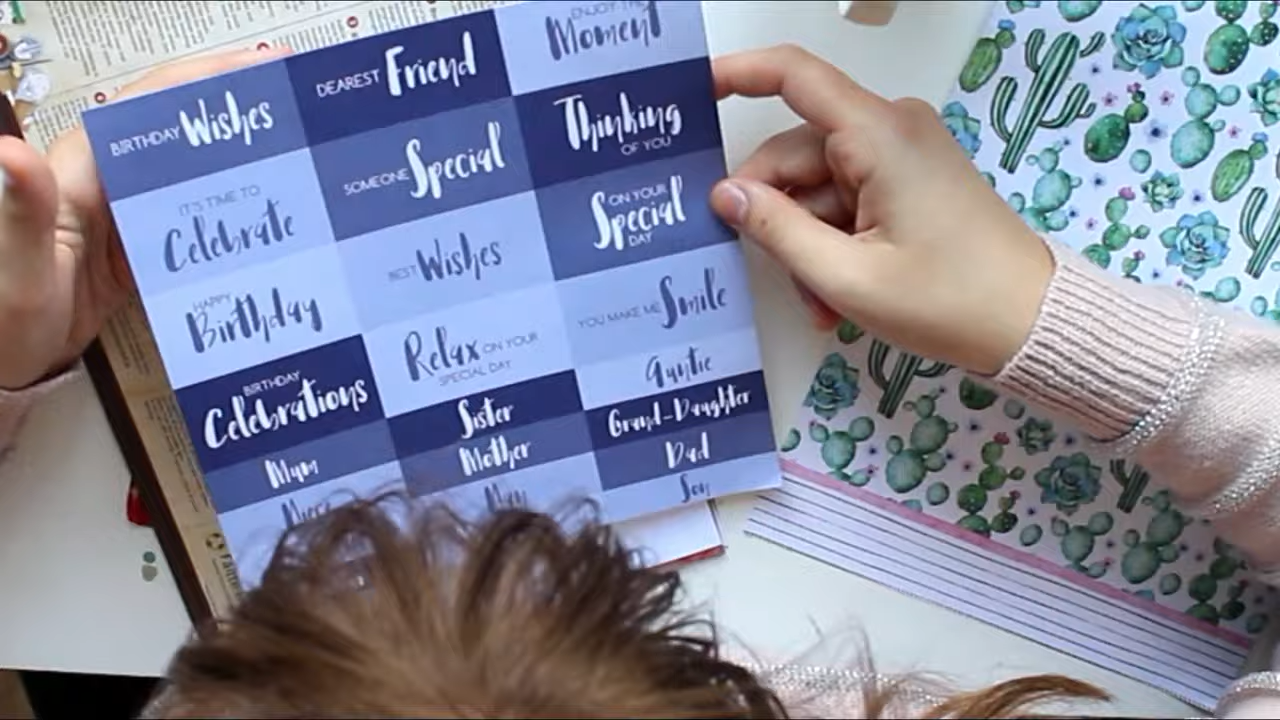 BIRTHDAY Wishes
IT'S TIME TO
Celebrate
HAPPY
Birthday
BIRTHDAY
Celebrations
Mum
DEAREST Friend
SOMEONE Special
BEST Wishes
Relax ON YOUR
SPECIAL DAY
Sister
Mother
ENJOY THE
Moment
Thinking
OF YOU
ON YOUR
Special
DAY
YOU MAKE ME Smile
Auntie
Grand-Daughter
Dad
Son